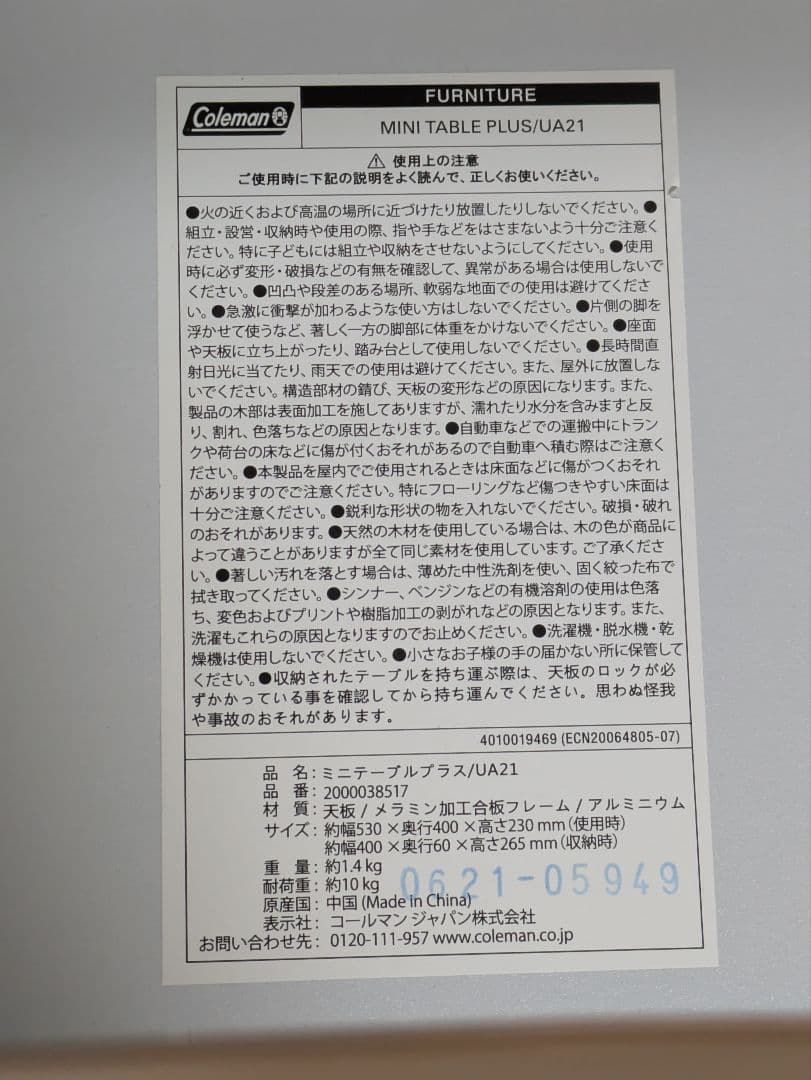 Coleman
FURNITURE
MINI TABLE PLUS/UA21
⚠ 使用上の注意
ご使用時に下記の説明をよく読んで、正しくお使いください。
●火の近くおよび高温の場所に近づけたり放置したりしないでください。●
組立・設営・収納時や使用の際、指や手などをはさまないよう十分ご注意く
ださい。特に子どもには組立や収納をさせないようにしてください。●使用
時に必ず変形・破損などの有無を確認して、異常がある場合は使用しないで
ください。●凹凸や段差のある場所、軟弱な地面での使用は避けてくださ
い。●急激に衝撃が加わるような使い方はしないでください。●片側の脚を
浮かせて使うなど、著しく一方の脚部に体重をかけないでください。●座面
や天板に立ち上がったり、踏み台として使用しないでください。●長時間直
射日光に当てたり、雨天での使用は避けてください。また、屋外に放置しな
いでください。構造部材の錆び、天板の変形などの原因になります。また、
製品の木部は表面加工を施してありますが、濡れたり水分を含みますと反
り、割れ、色落ちなどの原因となります。●自動車などでの運搬中にトラン
クや荷台の床などに傷が付くおそれがあるので自動車へ積む際はご注意く
ださい。●本製品を屋内でご使用されるときは床面などに傷がつくおそれ
がありますのでご注意ください。特にフローリングなど傷つきやすい床面は
十分ご注意ください。●鋭利な形状の物を入れないでください。破損・破れ
のおそれがあります。●天然の木材を使用している場合は、木の色が商品に
よって違うことがありますが全て同じ素材を使用しています。ご了承くださ
い。●著しい汚れを落とす場合は、薄めた中性洗剤を使い、固く絞った布で
拭き取ってください。●シンナー、ベンジンなどの有機溶剤の使用は色落
ち、変色およびプリントや樹脂加工の剥がれなどの原因となります。また、
洗濯もこれらの原因となりますのでお止めください。●洗濯機・脱水機・乾
燥機は使用しないでください。●小さなお子様の手の届かない所に保管して
ください。●収納されたテーブルを持ち運ぶ際は、天板のロックが必
ずかかっている事を確認してから持ち運んでください。思わぬ怪我
や事故のおそれがあります。
4010019469 (ECN20064805-07)
品 名：ミニテーブルプラス/UA21
品 番：2000038517
材 質：天板 / メラミン加工合板フレーム / アルミニウム
サイズ：約幅530×奥行400×高さ230 mm（使用時）
約幅400×奥行60×高さ265 mm（収納時）
重 量：約1.4 kg
耐荷重：約10 kg
0621-05949
原産国：中国 (Made in China)
表示社：コールマン ジャパン株式会社
お問い合わせ先：0120-111-957 www.coleman.co.jp